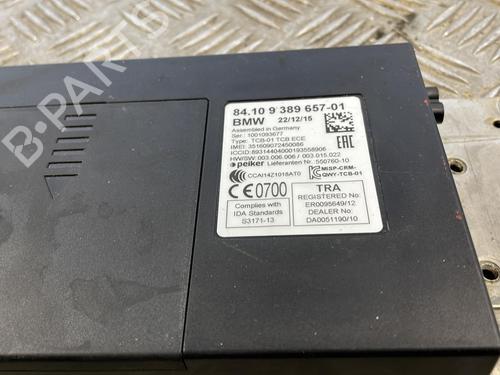 84.10 9 389 657-01
BMW 22/12/15
Assembled in Germany
Ser.: 1001093677
Type: TCB-01 TCB ECE
IMEI: 351609072450086
ICCID:89314404000193558906
HW/SW: 003.006.006 / 003.015.022
peiker Lieferanten Nr.: 550760-10
CCAI14Z1018AT0
MSIP-CRM-
QWY-TCB-01
EAC
CE0700
Complies with
IDA Standards
S3171-13
TRA
REGISTERED No:
ER0095649/12
DEALER No:
DA0051190/10
B-PARTS